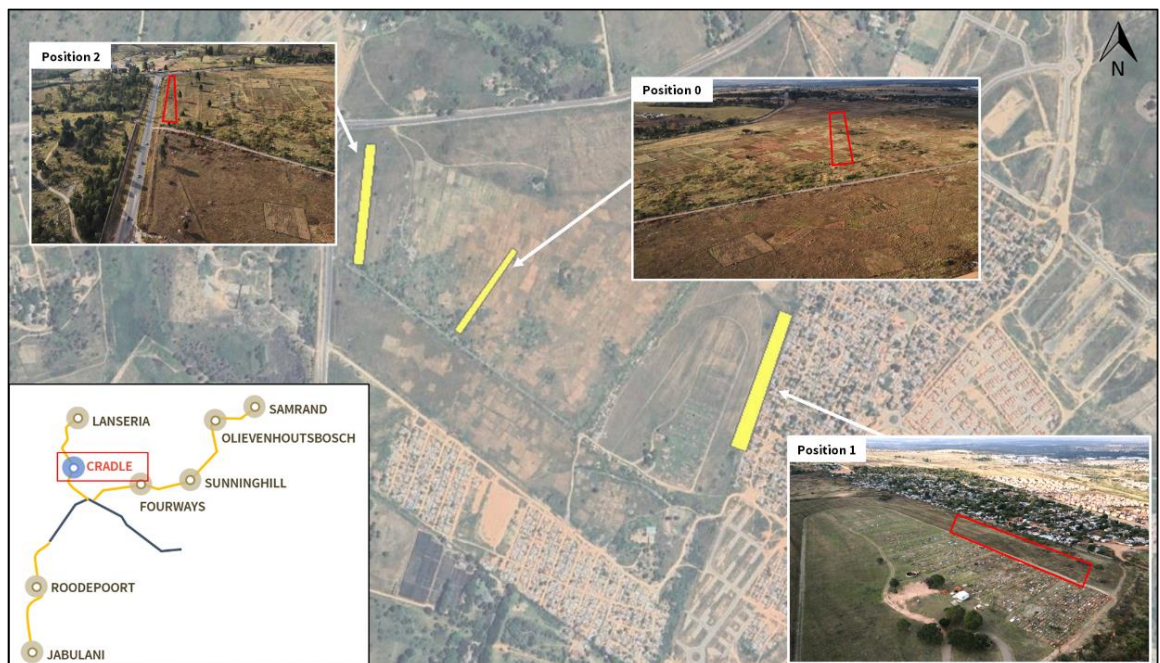 Position 2
Position 0
N
Position 1
LANSERIA
SAMRAND
OLIEVENHOUTSBOSCH
CRADLE
SUNNINGHILL
FOURWAYS
ROODEPOORT
JABULANI